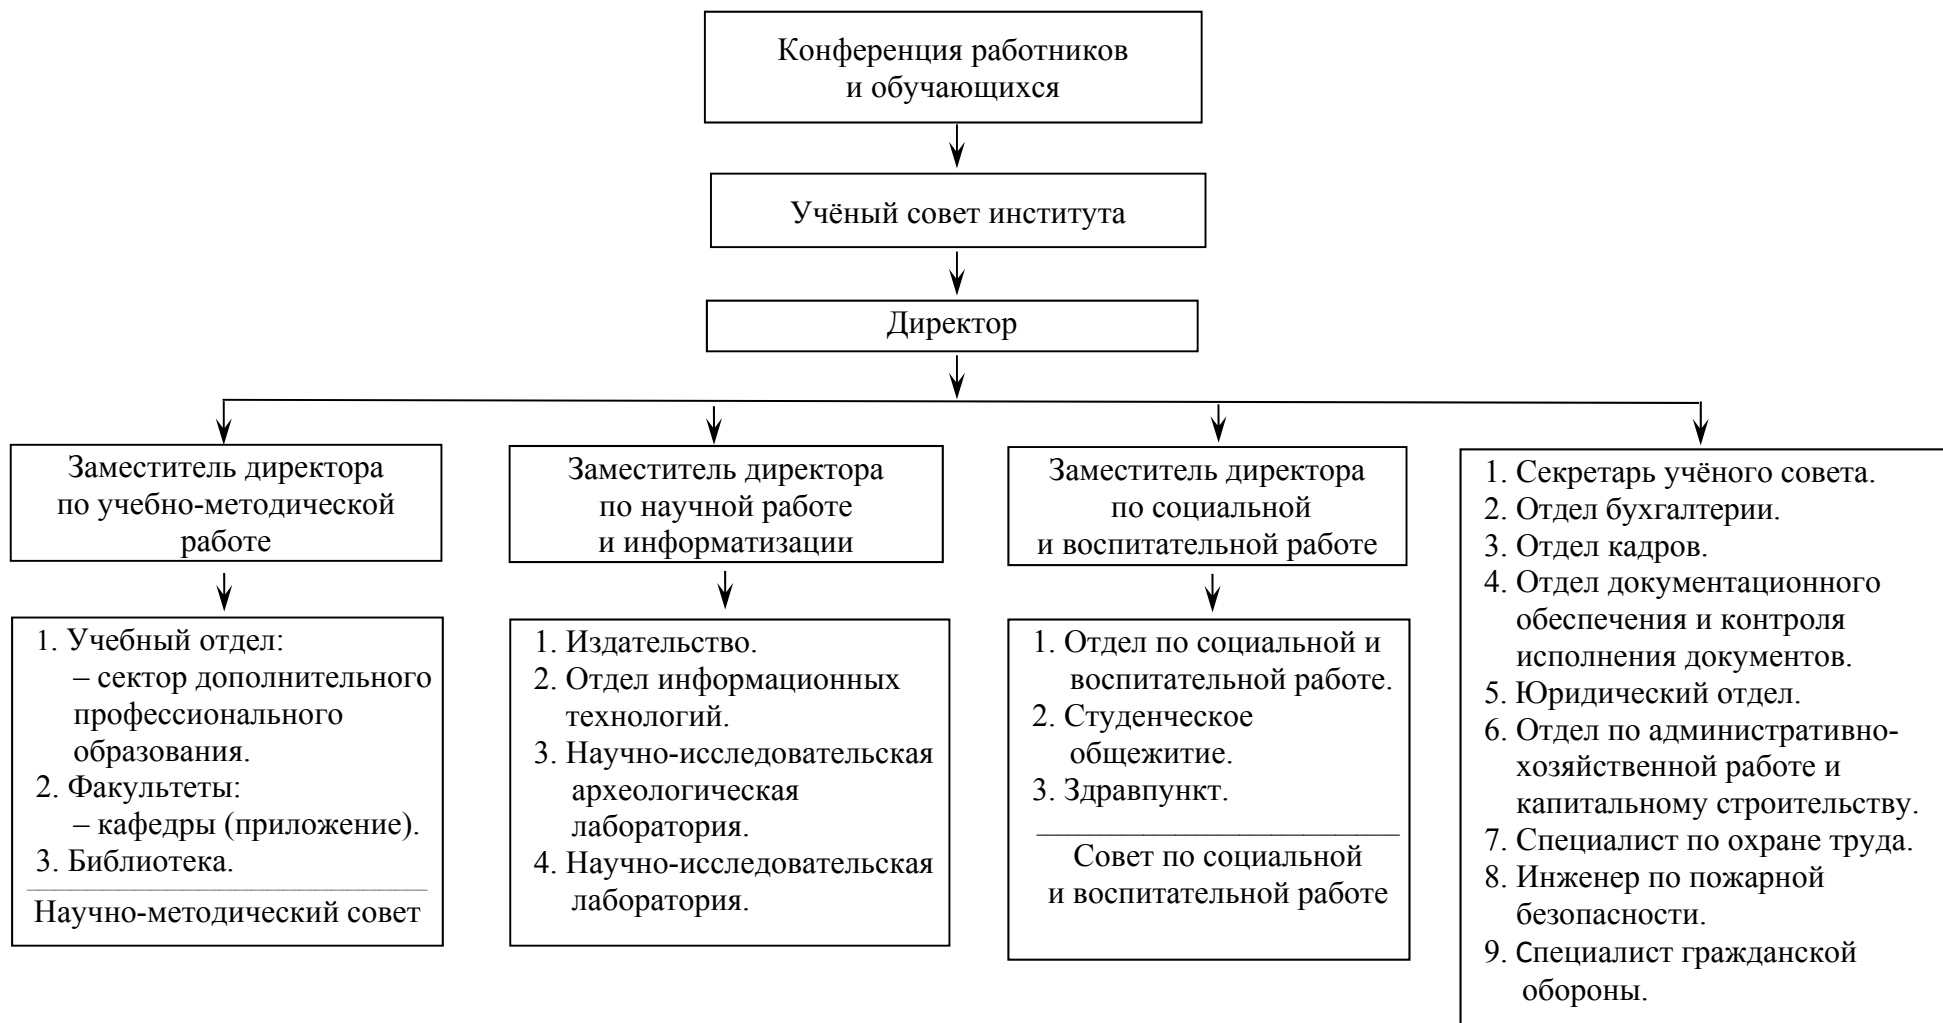 Конференция работников
и обучающихся
Учёный совет института
Директор
Заместитель директора
по учебно-методической
работе
Заместитель директора
по научной работе
и информатизации
Заместитель директора
по социальной
и воспитательной работе
1. Учебный отдел:
– сектор дополнительного
профессионального
образования.
2. Факультеты:
– кафедры (приложение).
3. Библиотека.
Научно-методический совет
1. Издательство.
2. Отдел информационных
технологий.
3. Научно-исследовательская
археологическая
лаборатория.
4. Научно-исследовательская
лаборатория.
1. Отдел по социальной и
воспитательной работе.
2. Студенческое
общежитие.
3. Здравпункт.
Совет по социальной
и воспитательной работе
1. Секретарь учёного совета.
2. Отдел бухгалтерии.
3. Отдел кадров.
4. Отдел документационного
обеспечения и контроля
исполнения документов.
5. Юридический отдел.
6. Отдел по административно-
хозяйственной работе и
капитальному строительству.
7. Специалист по охране труда.
8. Инженер по пожарной
безопасности.
9. Специалист гражданской
обороны.